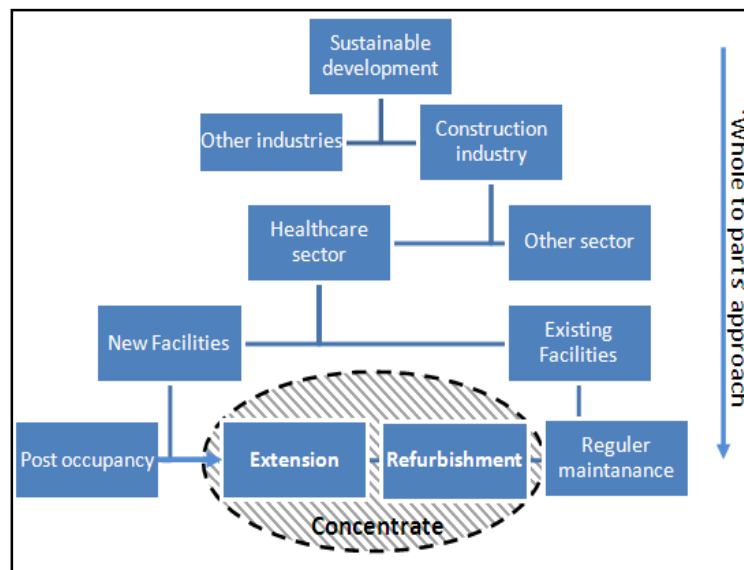 Sustainable
development
Other industries
Construction
industry
Healthcare
sector
Other sector
New Facilities
Existing
Facilities
Post occupancy
Extension
Refurbishment
Reguler
maintanance
Concentrate
"Whole to parts approach